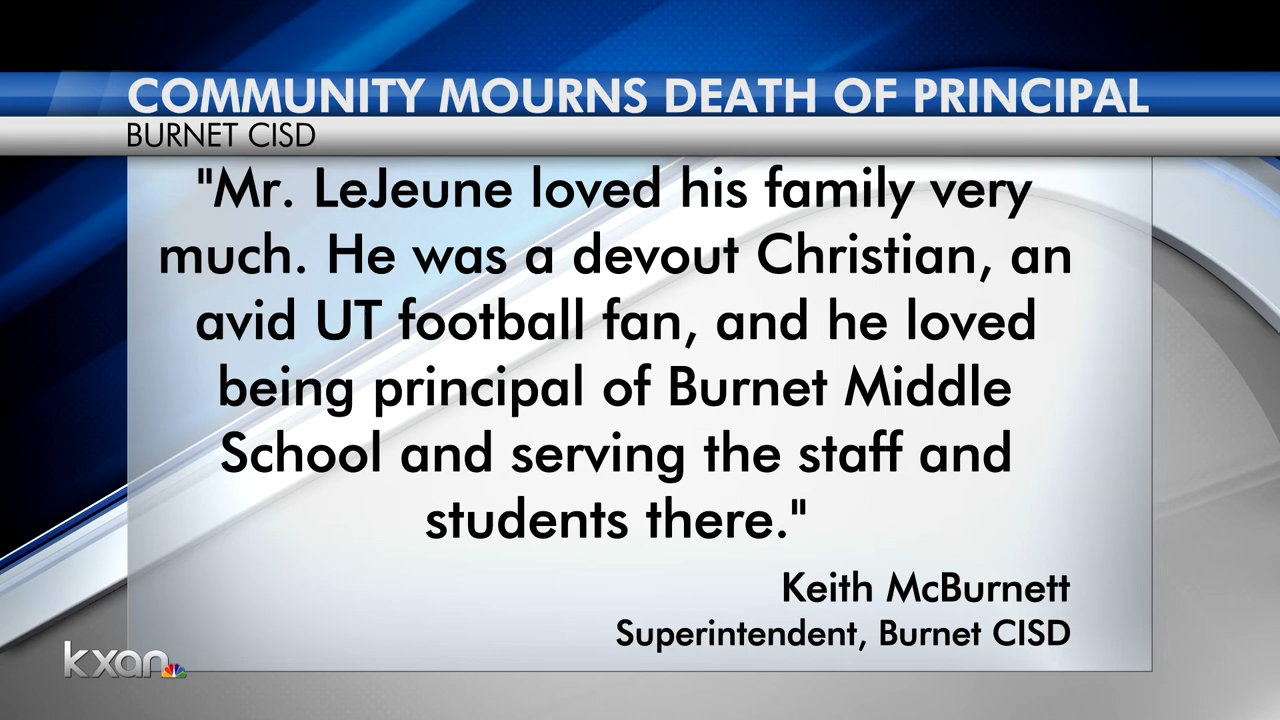 COMMUNITY MOURNS DEATH OF PRINCIPAL
BURNET CISD
"Mr. LeJeune loved his family very
much. He was a devout Christian, an
avid UT football fan, and he loved
being principal of Burnet Middle
School and serving the staff and
students there."
Keith McBurnett
Superintendent, Burnet CISD
kxan